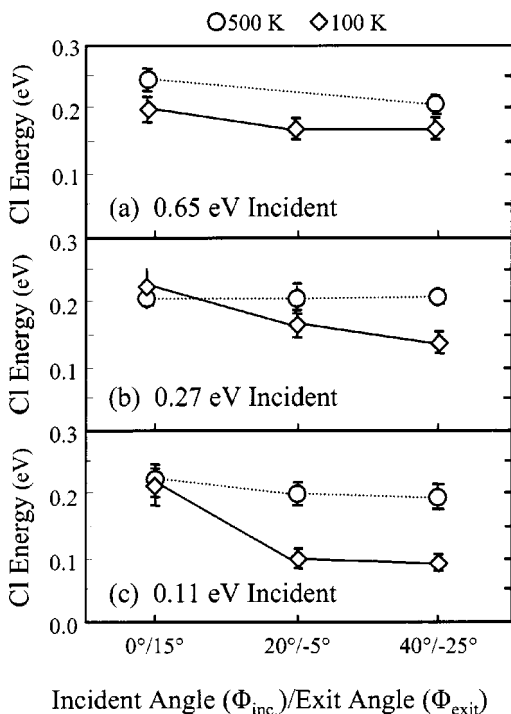 500 K 100 K
0.3
0.2
0.1
Cl Energy (eV)
(a) 0.65 eV Incident
0.3
0.2
0.1
Cl Energy (eV)
(b) 0.27 eV Incident
0.3
0.2
0.1
0.0
Cl Energy (eV)
(c) 0.11 eV Incident
0°/15° 20°/-5° 40°/-25°
Incident Angle (Φinc.)/Exit Angle (Φexit)